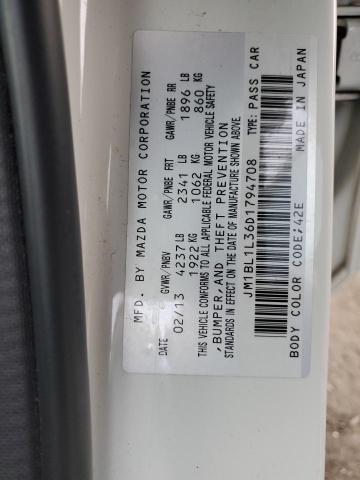 MFD. BY MAZDA MOTOR CORPORATION
GVWR/PNBV GAWR/PNBE FRT GAWR/PNBE RR
DATE 02/13 4237 LB 2341 LB 1896 LB
1922 KG 1062 KG 860 KG
THIS VEHICLE CONFORMS TO ALL APPLICABLE FEDERAL MOTOR VEHICLE SAFETY
,BUMPER,AND THEFT PREVENTION
STANDARDS IN EFFECT ON THE DATE OF MANUFACTURE SHOWN ABOVE
JM1BL1L36D1794708 TYPE: PASS CAR
BODY COLOR CODE;42E MADE IN JAPAN